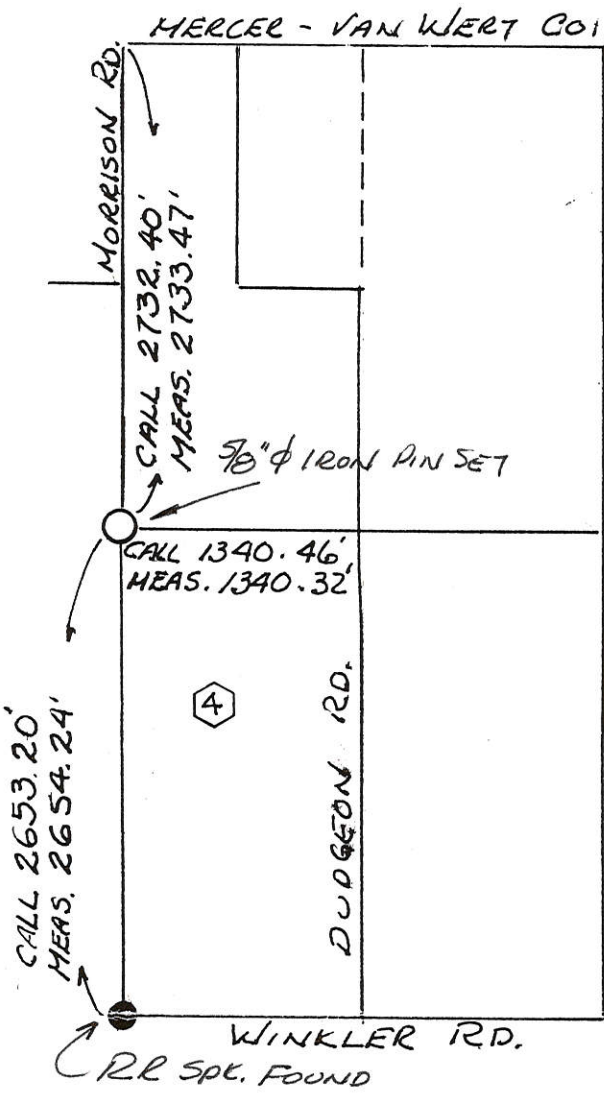 MERCER - VAN WERT CO
MORRISON RD.
CALL 2732.40'
MEAS. 2733.47'
5/8"⌀ IRON PIN SET
CALL 1340.46'
MEAS. 1340.32'
4
DUDGEON RD.
CALL 2653.20'
MEAS. 2654.24'
WINKLER RD.
RR SPK. FOUND